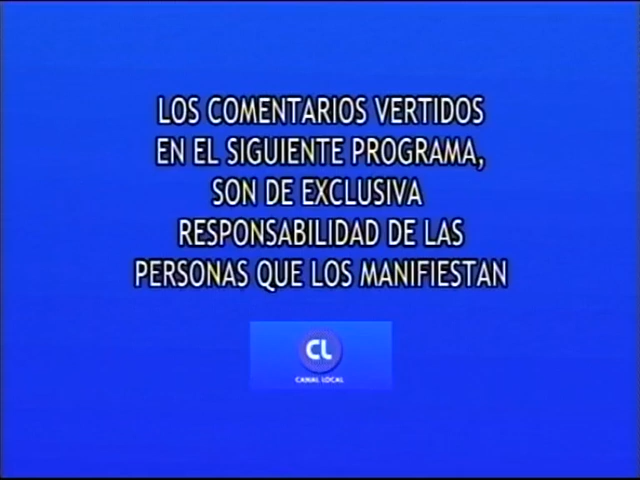 LOS COMENTARIOS VERTIDOS
EN EL SIGUIENTE PROGRAMA,
SON DE EXCLUSIVA
RESPONSABILIDAD DE LAS
PERSONAS QUE LOS MANIFIESTAN
CL
CANAL LOCAL